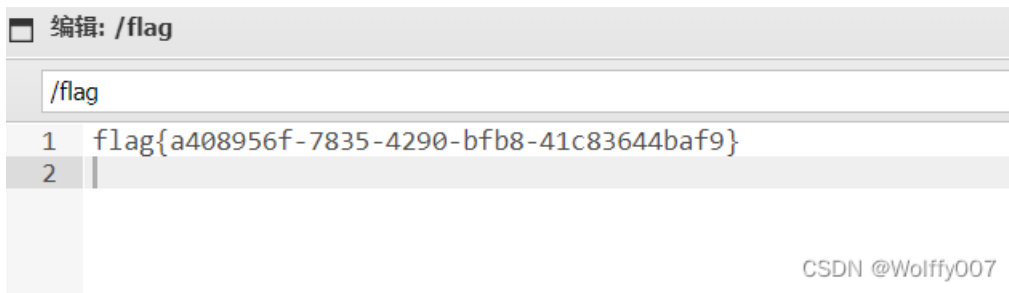 编辑: /flag
/flag
1 flag{a408956f-7835-4290-bfb8-41c83644baf9}
2
CSDN @Wolffy007